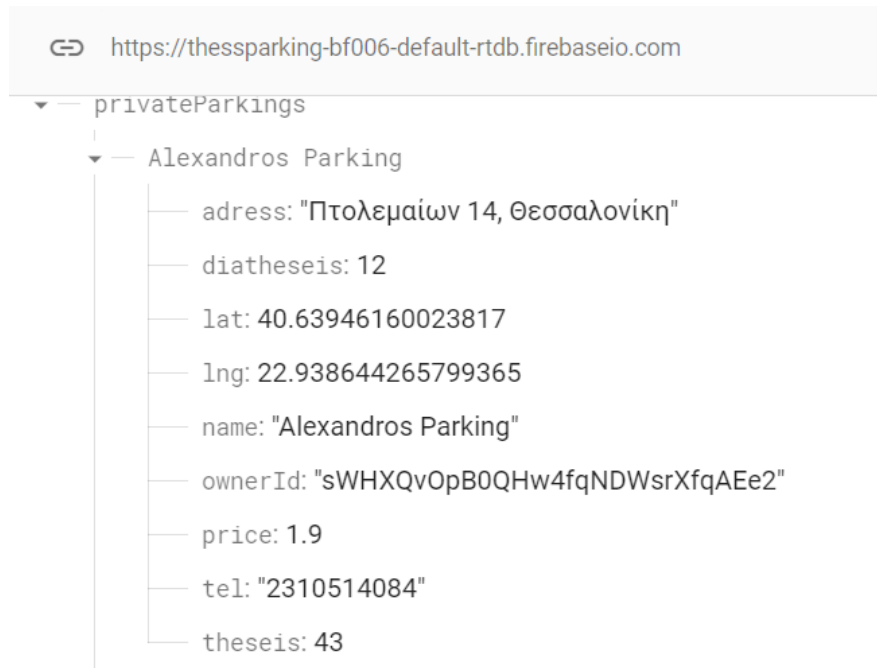 https://thessparking-bf006-default-rtdb.firebaseio.com
privateParkings
Alexandros Parking
adress: "Πτολεμαίων 14, Θεσσαλονίκη"
diatheseis: 12
lat: 40.63946160023817
lng: 22.938644265799365
name: "Alexandros Parking"
ownerId: "sWHXQvOpB0QHw4fqNDWsrXfqAEe2"
price: 1.9
tel: "2310514084"
theseis: 43